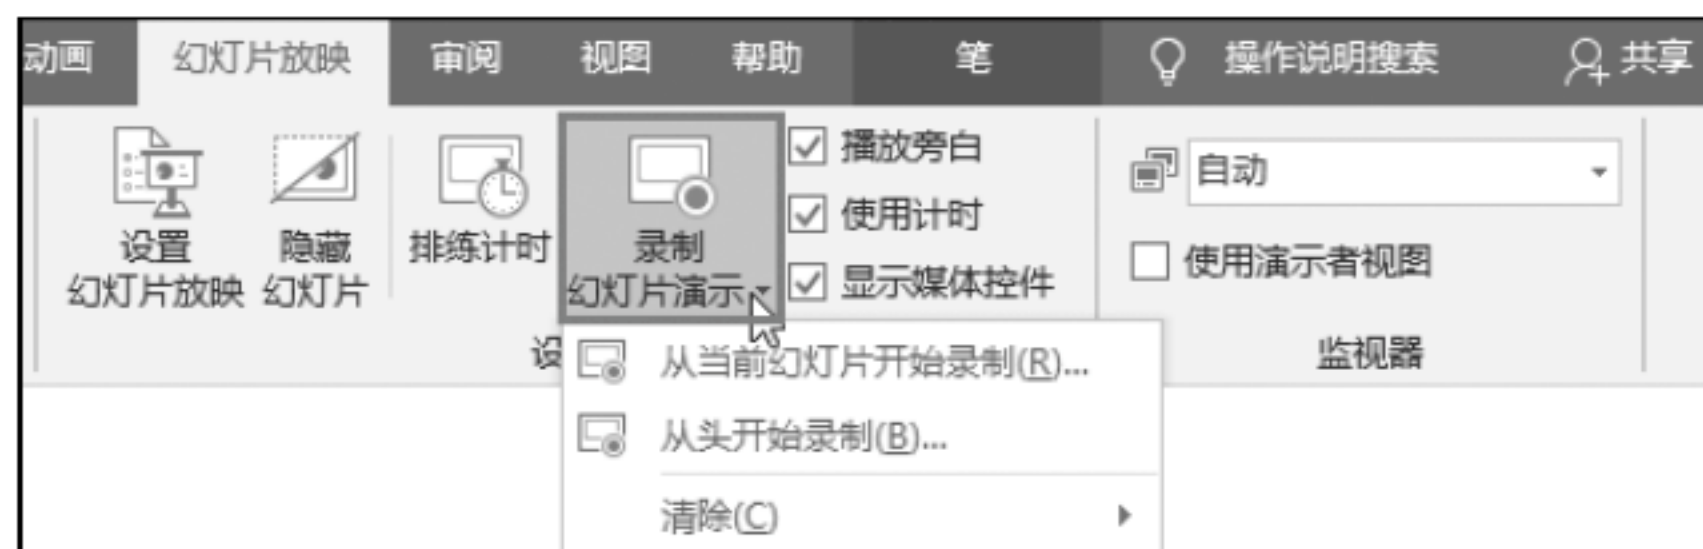 动画 幻灯片放映 审阅 视图 帮助 笔 操作说明搜索 共享
设置 幻灯片放映
隐藏 幻灯片
排练计时
录制 幻灯片演示
播放旁白
使用计时
显示媒体控件
自动
使用演示者视图
设
监视器
从当前幻灯片开始录制(R)...
从头开始录制(B)...
清除(C)